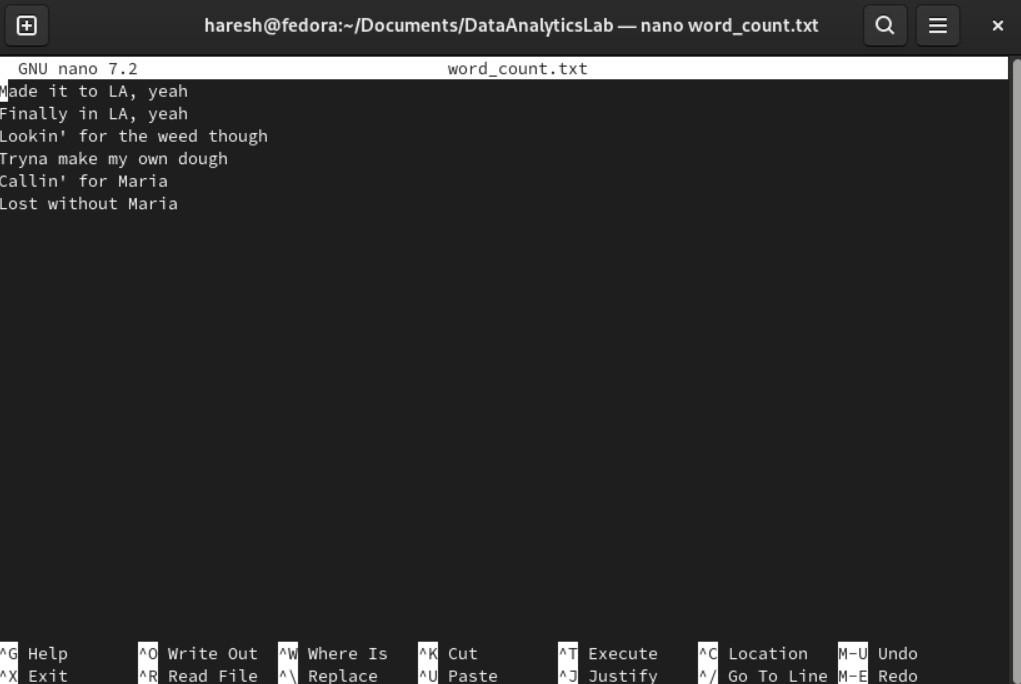 haresh@fedora:~/Documents/DataAnalyticsLab — nano word_count.txt
GNU nano 7.2 word_count.txt
Made it to LA, yeah
Finally in LA, yeah
Lookin' for the weed though
Tryna make my own dough
Callin' for Maria
Lost without Maria
^G Help ^O Write Out ^W Where Is ^K Cut ^T Execute ^C Location M-U Undo
^X Exit ^R Read File ^\ Replace ^U Paste ^J Justify ^/ Go To Line M-E Redo